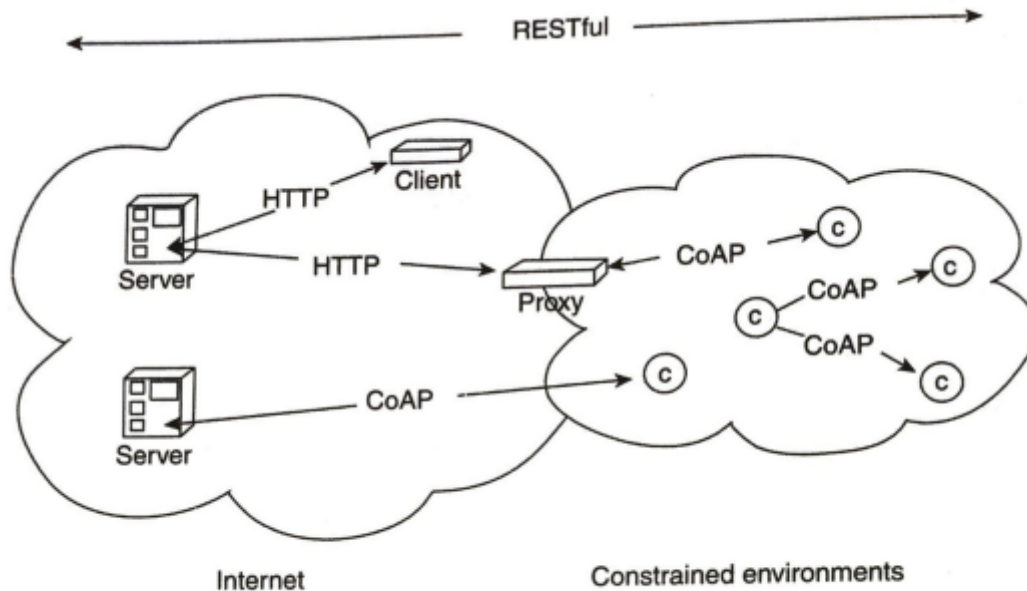 RESTful
Client
HTTP
Server
HTTP
Proxy
CoAP
C
C
CoAP
C
CoAP
C
C
CoAP
Server
Internet
Constrained environments